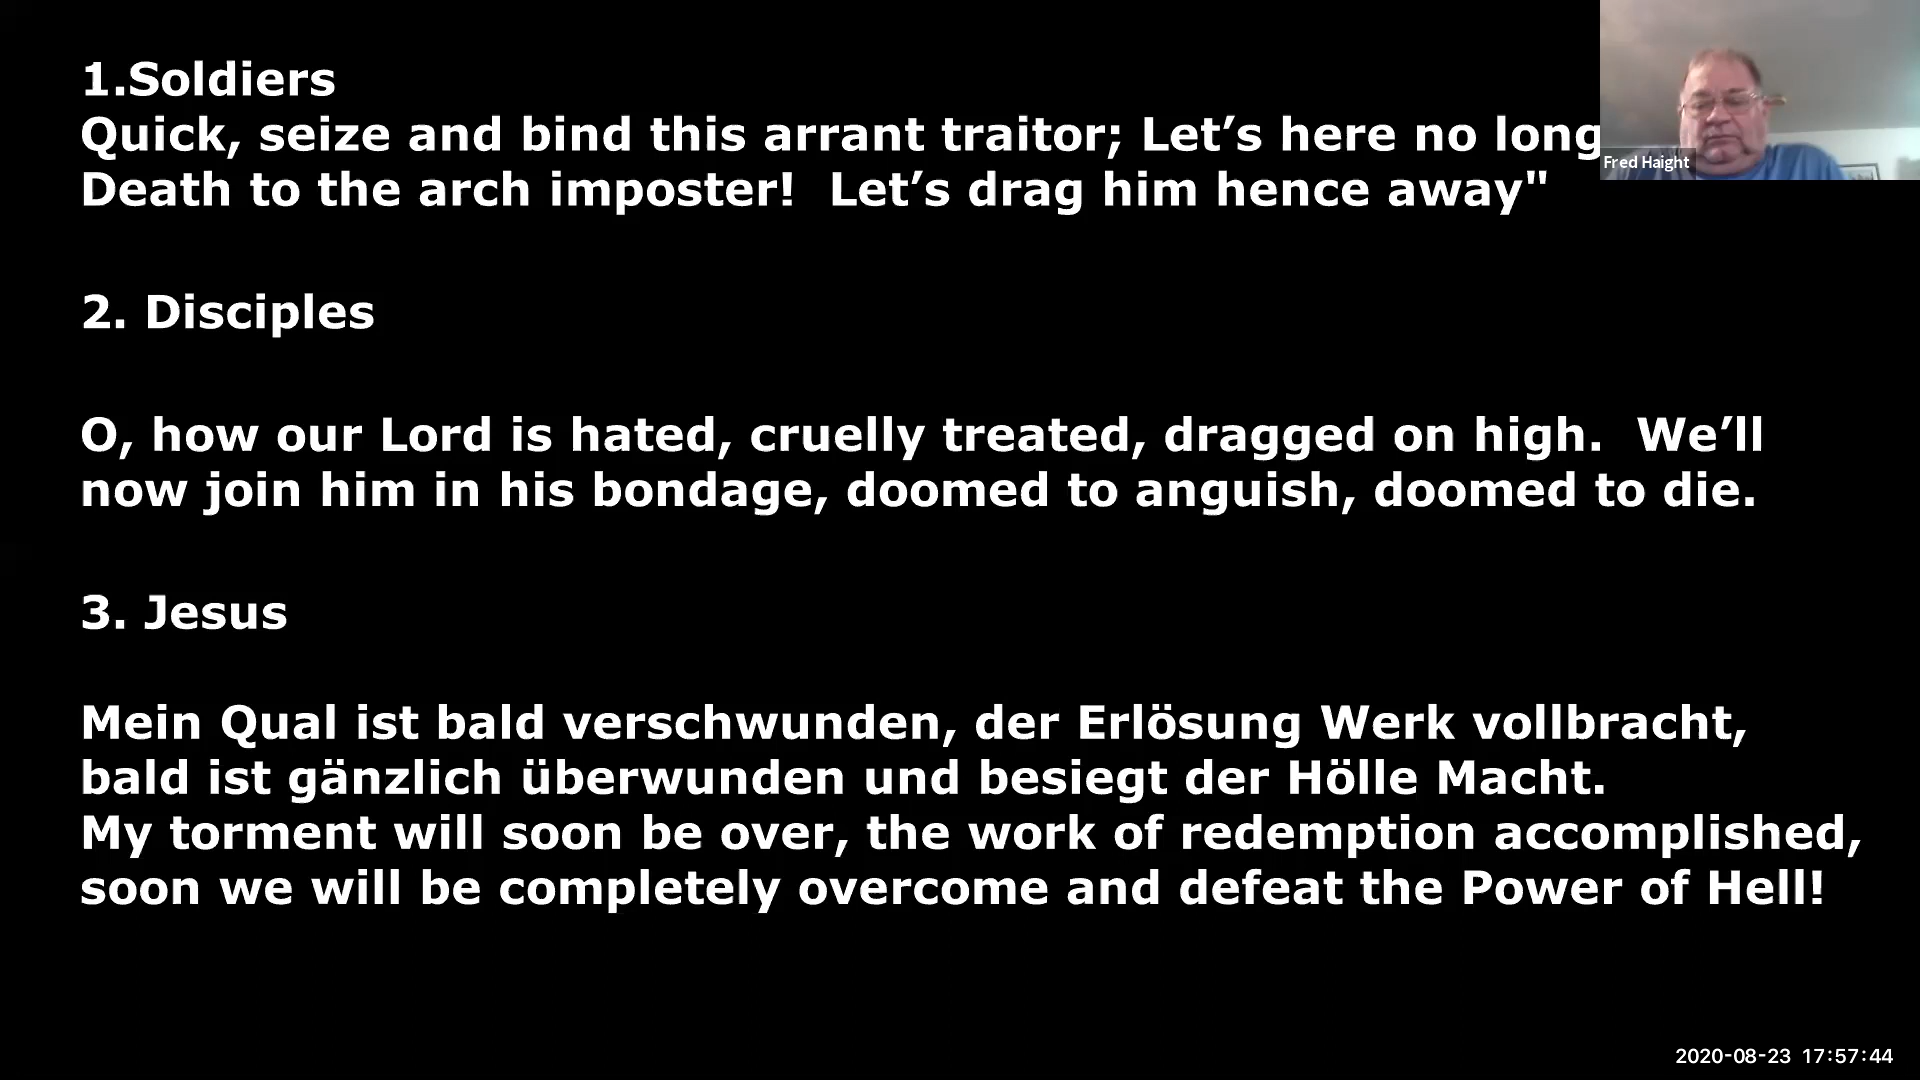 1.Soldiers
Quick, seize and bind this arrant traitor; Let’s here no long
Death to the arch imposter!  Let’s drag him hence away"
Fred Haight
2. Disciples
O, how our Lord is hated, cruelly treated, dragged on high.  We’ll
now join him in his bondage, doomed to anguish, doomed to die.
3. Jesus
Mein Qual ist bald verschwunden, der Erlösung Werk vollbracht,
bald ist gänzlich überwunden und besiegt der Hölle Macht.
My torment will soon be over, the work of redemption accomplished,
soon we will be completely overcome and defeat the Power of Hell!
2020-08-23 17:57:44